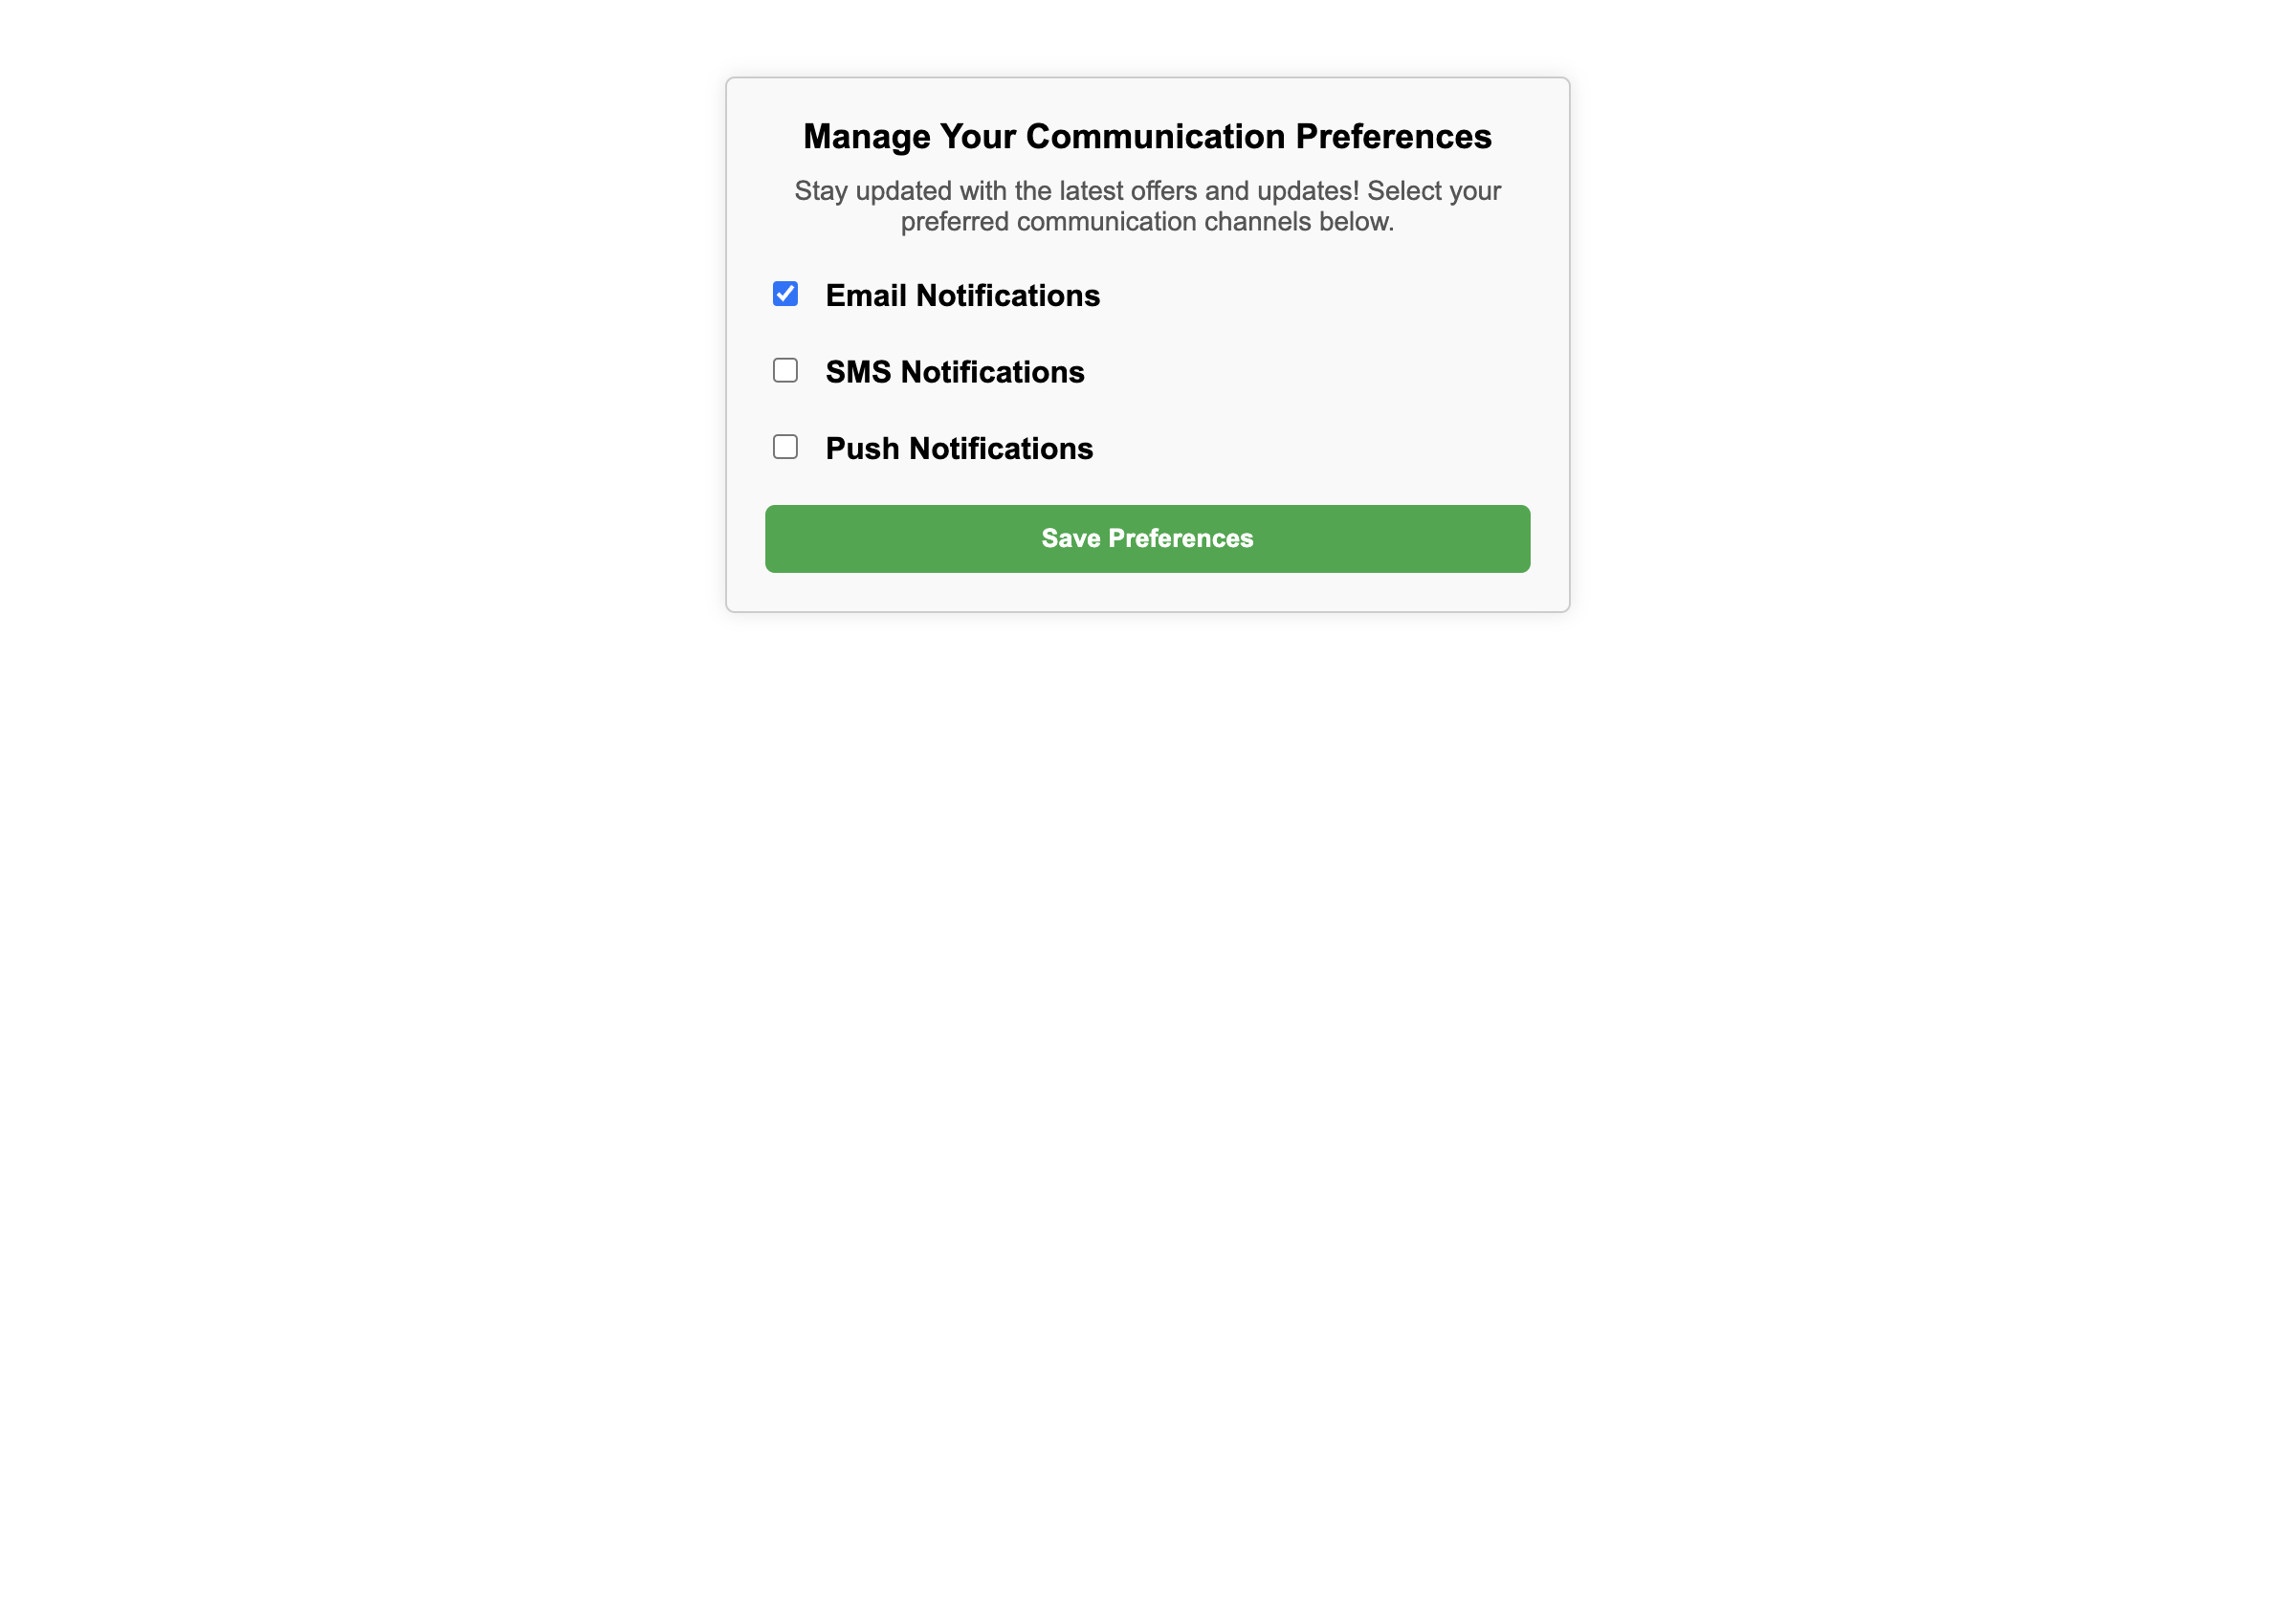 Manage Your Communication Preferences
Stay updated with the latest offers and updates! Select your
preferred communication channels below.
Email Notifications
SMS Notifications
Push Notifications
Save Preferences